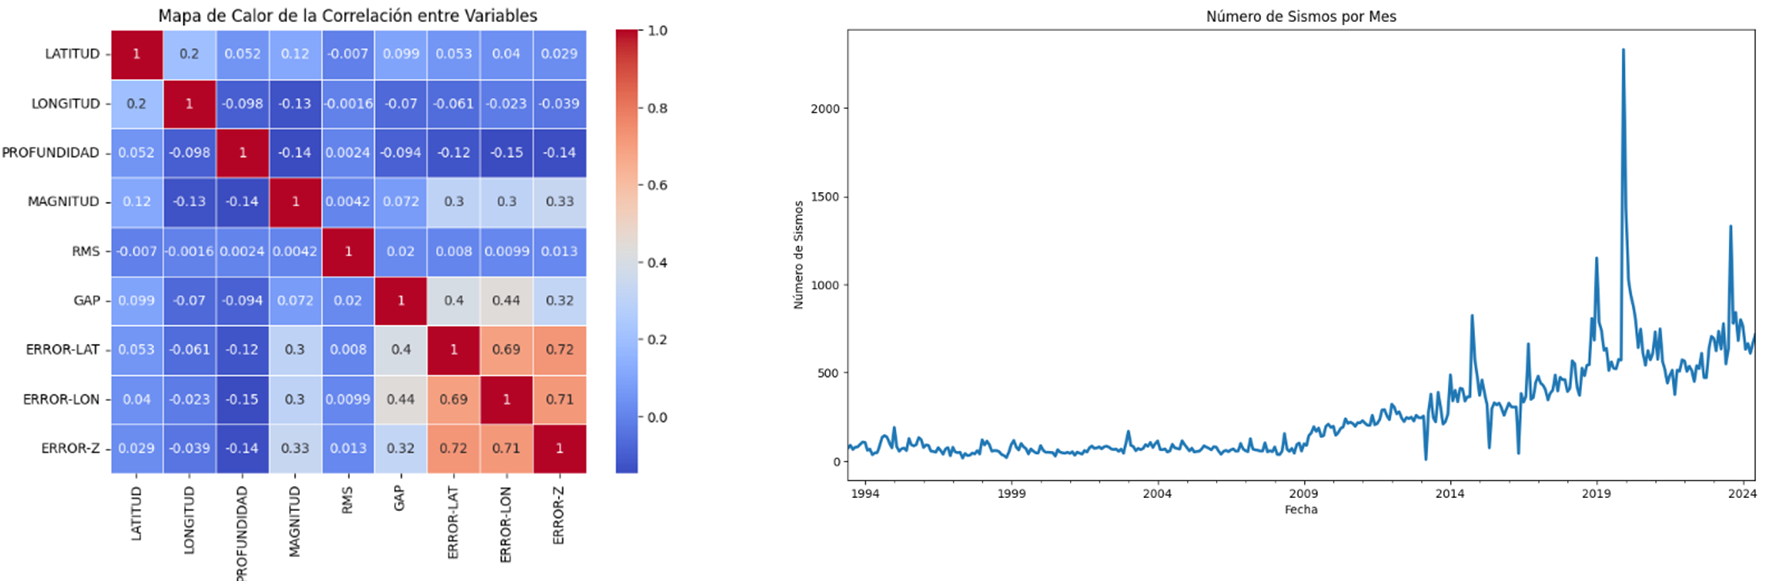 Mapa de Calor de la Correlación entre Variables
LATITUD 1 0.2 0.052 0.12 -0.007 0.099 0.053 0.04 0.029
LONGITUD 0.2 1 -0.098 -0.13 -0.0016 -0.07 -0.061 -0.023 -0.039
PROFUNDIDAD 0.052 -0.098 1 -0.14 0.0024 -0.094 -0.12 -0.15 -0.14
MAGNITUD 0.12 -0.13 -0.14 1 0.0042 0.072 0.3 0.3 0.33
RMS -0.007 -0.0016 0.0024 0.0042 1 0.02 0.008 0.0099 0.013
GAP 0.099 -0.07 -0.094 0.072 0.02 1 0.4 0.44 0.32
ERROR-LAT 0.053 -0.061 -0.12 0.3 0.008 0.4 1 0.69 0.72
ERROR-LON 0.04 -0.023 -0.15 0.3 0.0099 0.44 0.69 1 0.71
ERROR-Z 0.029 -0.039 -0.14 0.33 0.013 0.32 0.72 0.71 1
LATITUD LONGITUD PROFUNDIDAD MAGNITUD RMS GAP ERROR-LAT ERROR-LON ERROR-Z
1.0
0.8
0.6
0.4
0.2
0.0
Número de Sismos por Mes
Número de Sismos
2000
1500
1000
500
0
1994 1999 2004 2009 2014 2019 2024
Fecha